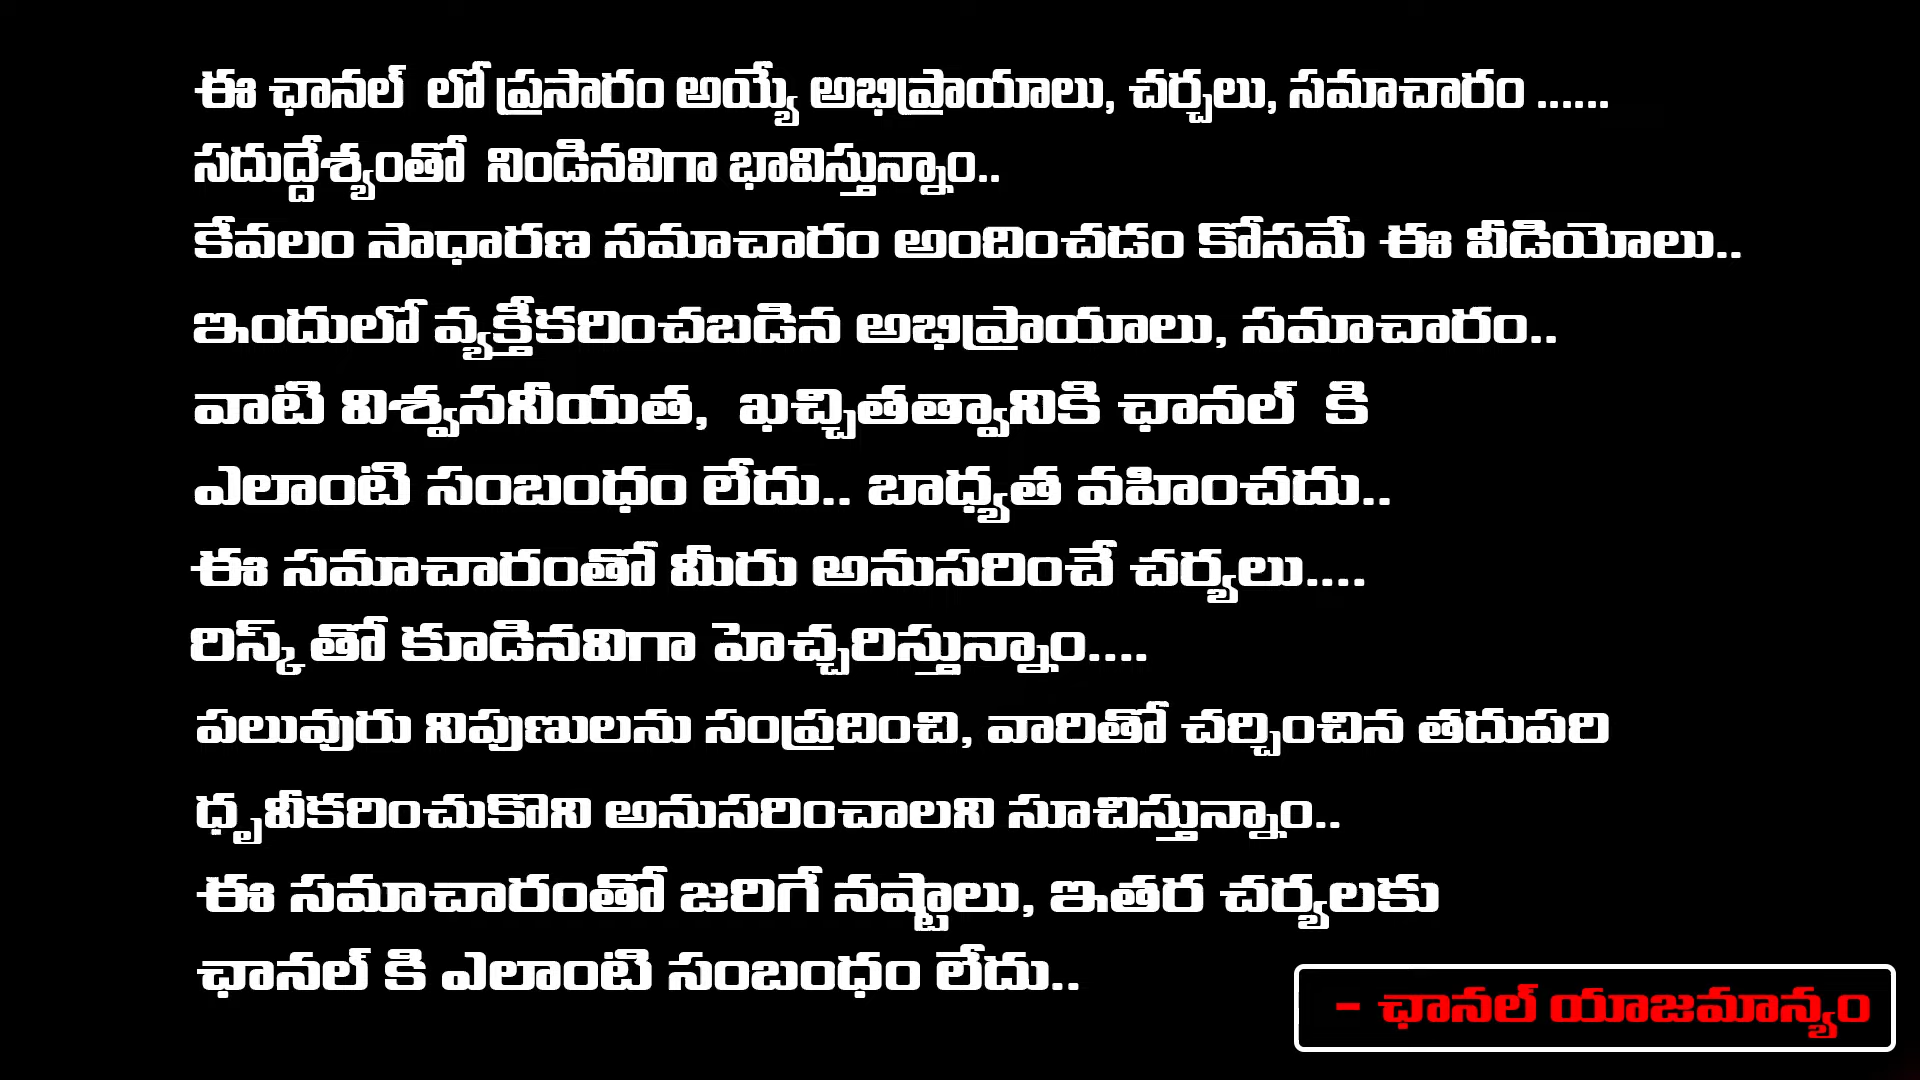 ఈ ఛానల్ లో ప్రసారం అయ్యే అభిప్రాయాలు, చర్చలు, సమాచారం ......
సదుద్దేశ్యంతో నిండినవిగా భావిస్తున్నాం..
కేవలం సాధారణ సమాచారం అందించడం కోసమే ఈ వీడియోలు..
ఇందులో వ్యక్తీకరించబడిన అభిప్రాయాలు, సమాచారం..
వాటి విశ్వసనీయత, ఖచ్చితత్వానికి ఛానల్ కి
ఎలాంటి సంబంధం లేదు.. బాధ్యత వహించదు..
ఈ సమాచారంతో మీరు అనుసరించే చర్యలు....
రిస్క్ తో కూడినవిగా హెచ్చరిస్తున్నాం....
పలువురు నిపుణులను సంప్రదించి, వారితో చర్చించిన తదుపరి
ధృవీకరించుకొని అనుసరించాలని సూచిస్తున్నాం..
ఈ సమాచారంతో జరిగే నష్టాలు, ఇతర చర్యలకు
ఛానల్ కి ఎలాంటి సంబంధం లేదు..
- ఛానల్ యాజమాన్యం